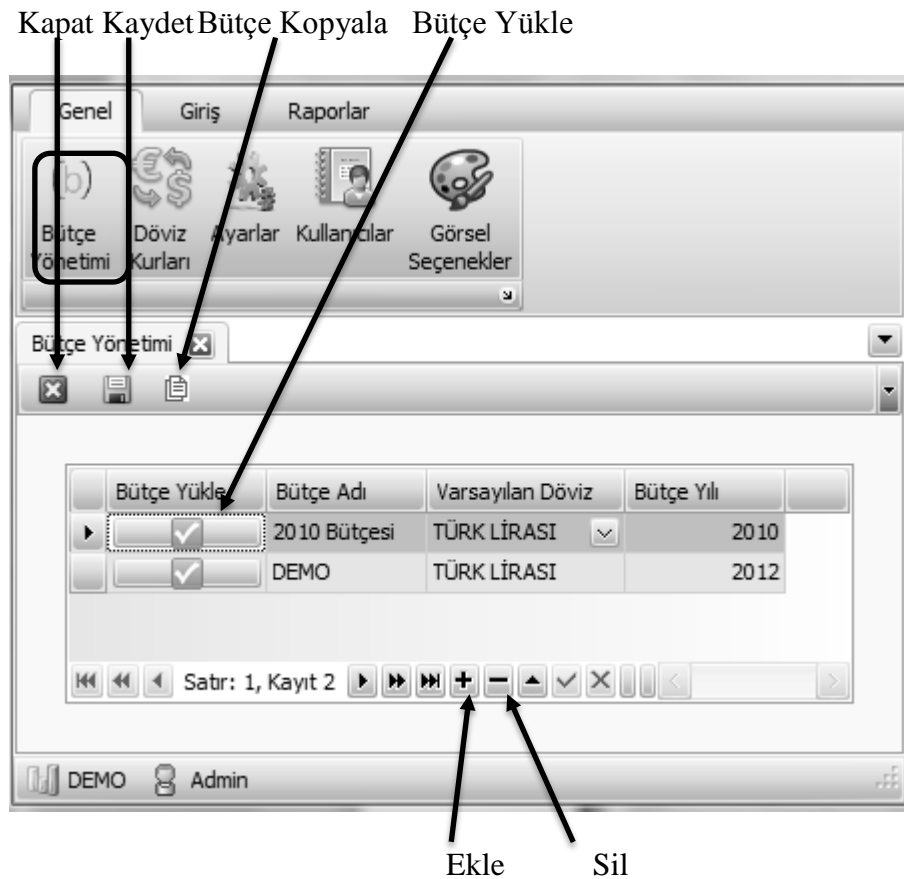 Kapat Kaydet Bütçe Kopyala Bütçe Yükle
Genel Giriş Raporlar
(b)
Bütçe Yönetimi Döviz Kurları Ayarlar Kullanıcılar Görsel Seçenekler
Bütçe Yönetimi
Bütçe Yükle Bütçe Adı Varsayılan Döviz Bütçe Yılı
2010 Bütçesi TÜRK LİRASI 2010
DEMO TÜRK LİRASI 2012
Satır: 1, Kayıt 2
DEMO Admin
Ekle Sil